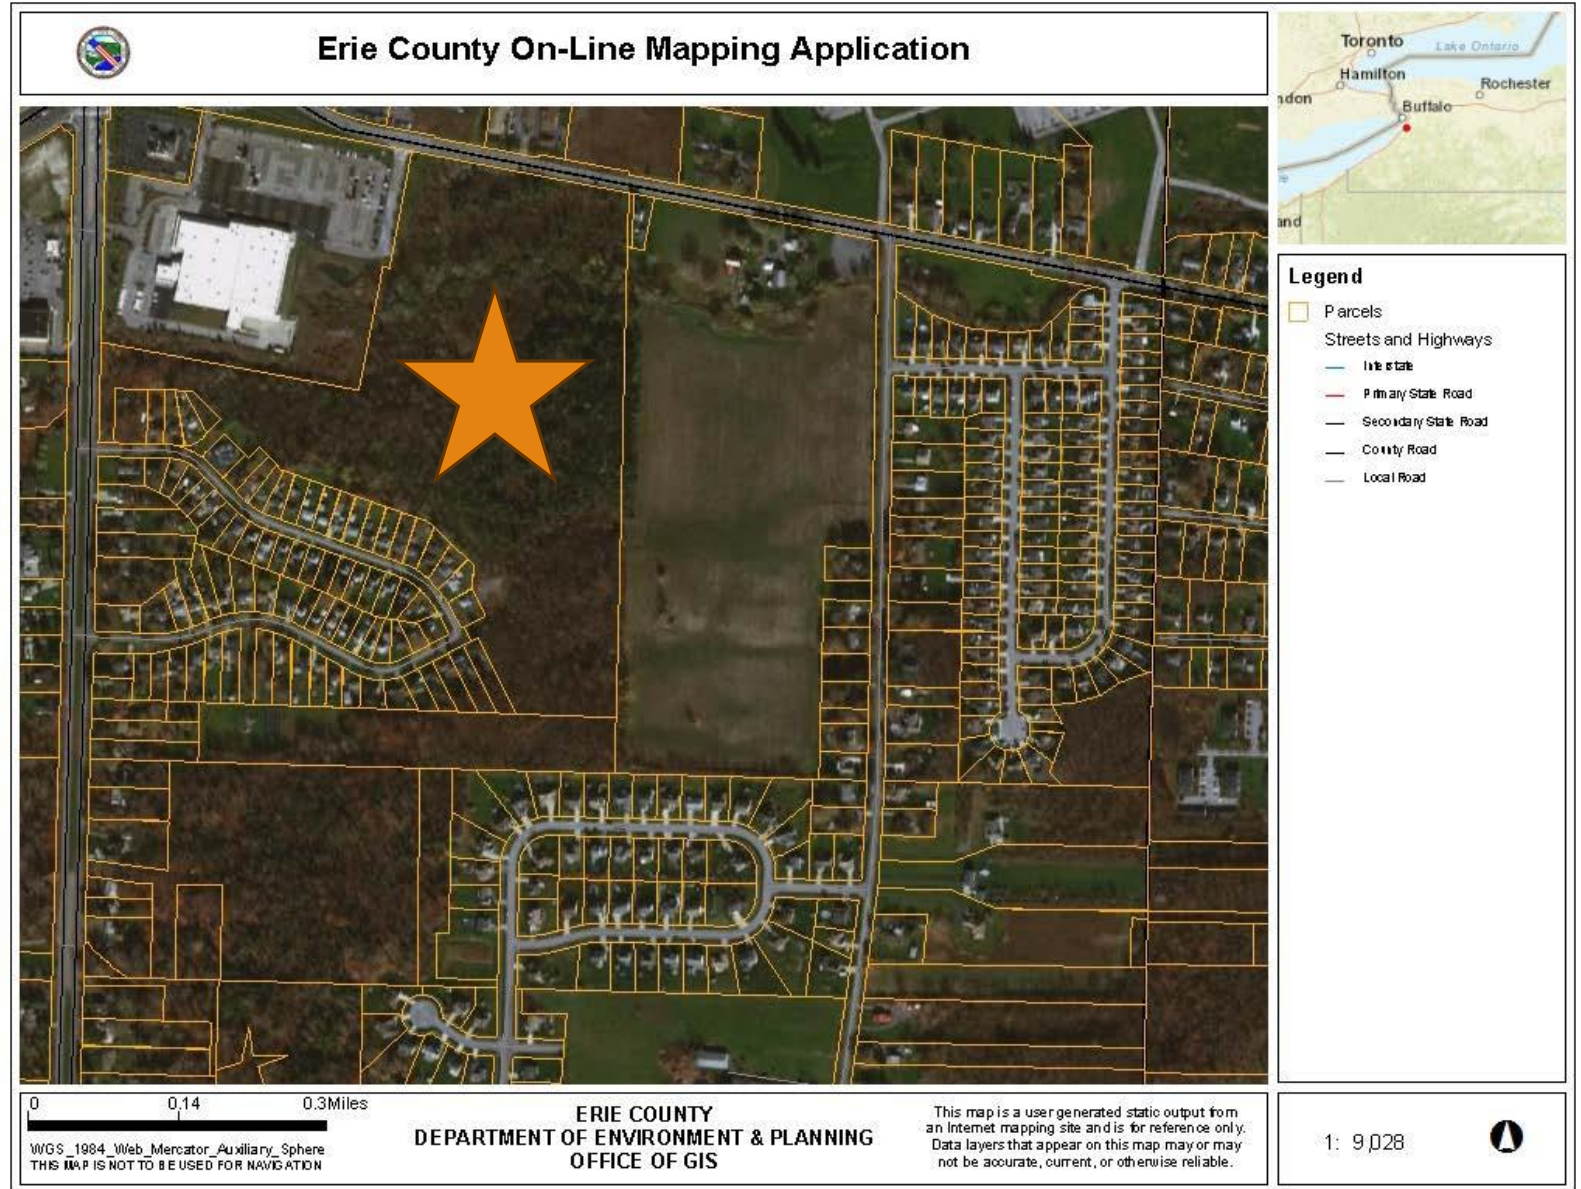 Erie County On-Line Mapping Application
Toronto
Lake Ontario
Hamilton
Rochester
ndon
Buffalo
e
and
Legend
Parcels
Streets and Highways
Interstate
Primary State Road
Secondary State Road
County Road
Local Road
0 0.14 0.3Miles
WGS_1984_Web_Mercator_Auxiliary_Sphere
THIS MAP IS NOT TO BE USED FOR NAVIGATION
ERIE COUNTY
DEPARTMENT OF ENVIRONMENT & PLANNING
OFFICE OF GIS
This map is a user generated static output from
an Internet mapping site and is for reference only.
Data layers that appear on this map may or may
not be accurate, current, or otherwise reliable.
1: 9,028